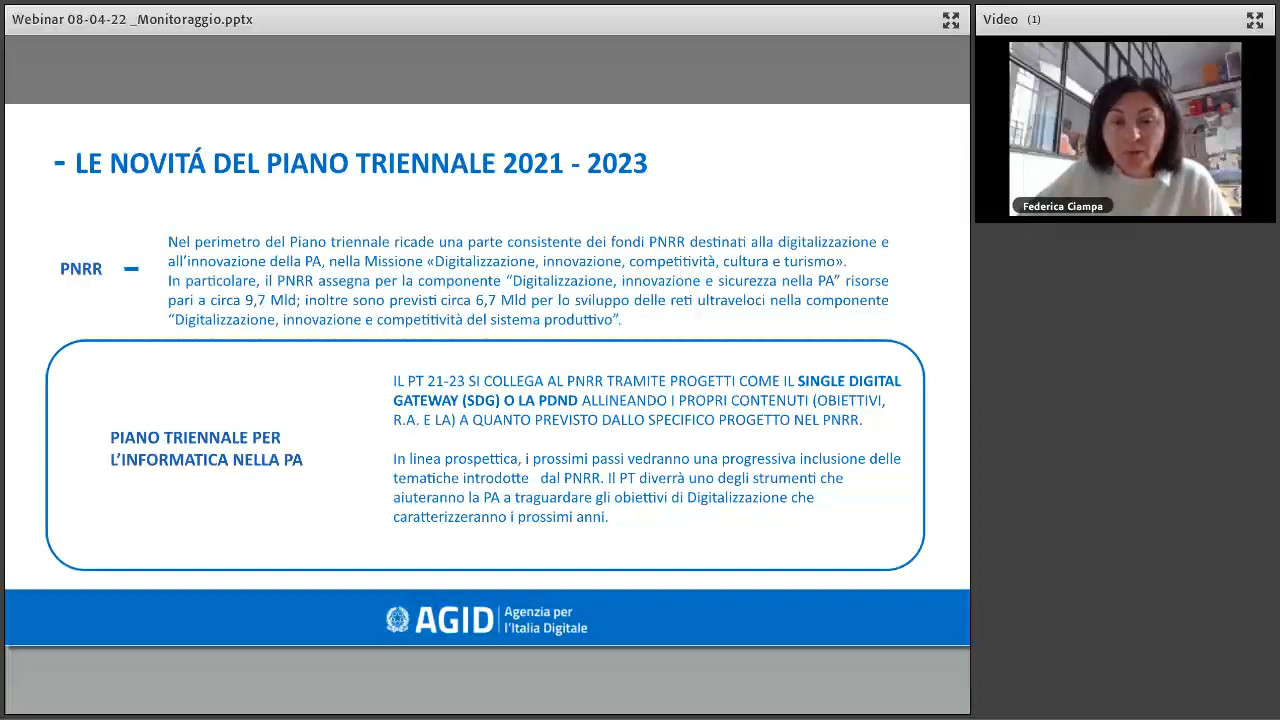 Webinar 08-04-22 _Monitoraggio.pptx
Video (1)
Federica Ciampa
- LE NOVITÁ DEL PIANO TRIENNALE 2021 - 2023
PNRR –
Nel perimetro del Piano triennale ricade una parte consistente dei fondi PNRR destinati alla digitalizzazione e
all’innovazione della PA, nella Missione «Digitalizzazione, innovazione, competitività, cultura e turismo».
In particolare, il PNRR assegna per la componente “Digitalizzazione, innovazione e sicurezza nella PA” risorse
pari a circa 9,7 Mld; inoltre sono previsti circa 6,7 Mld per lo sviluppo delle reti ultraveloci nella componente
“Digitalizzazione, innovazione e competitività del sistema produttivo”.
PIANO TRIENNALE PER
L’INFORMATICA NELLA PA
IL PT 21-23 SI COLLEGA AL PNRR TRAMITE PROGETTI COME IL SINGLE DIGITAL
GATEWAY (SDG) O LA PDND ALLINEANDO I PROPRI CONTENUTI (OBIETTIVI,
R.A. E LA) A QUANTO PREVISTO DALLO SPECIFICO PROGETTO NEL PNRR.
In linea prospettica, i prossimi passi vedranno una progressiva inclusione delle
tematiche introdotte dal PNRR. Il PT diverrà uno degli strumenti che
aiuteranno la PA a traguardare gli obiettivi di Digitalizzazione che
caratterizzeranno i prossimi anni.
AGID
Agenzia per
l’Italia Digitale